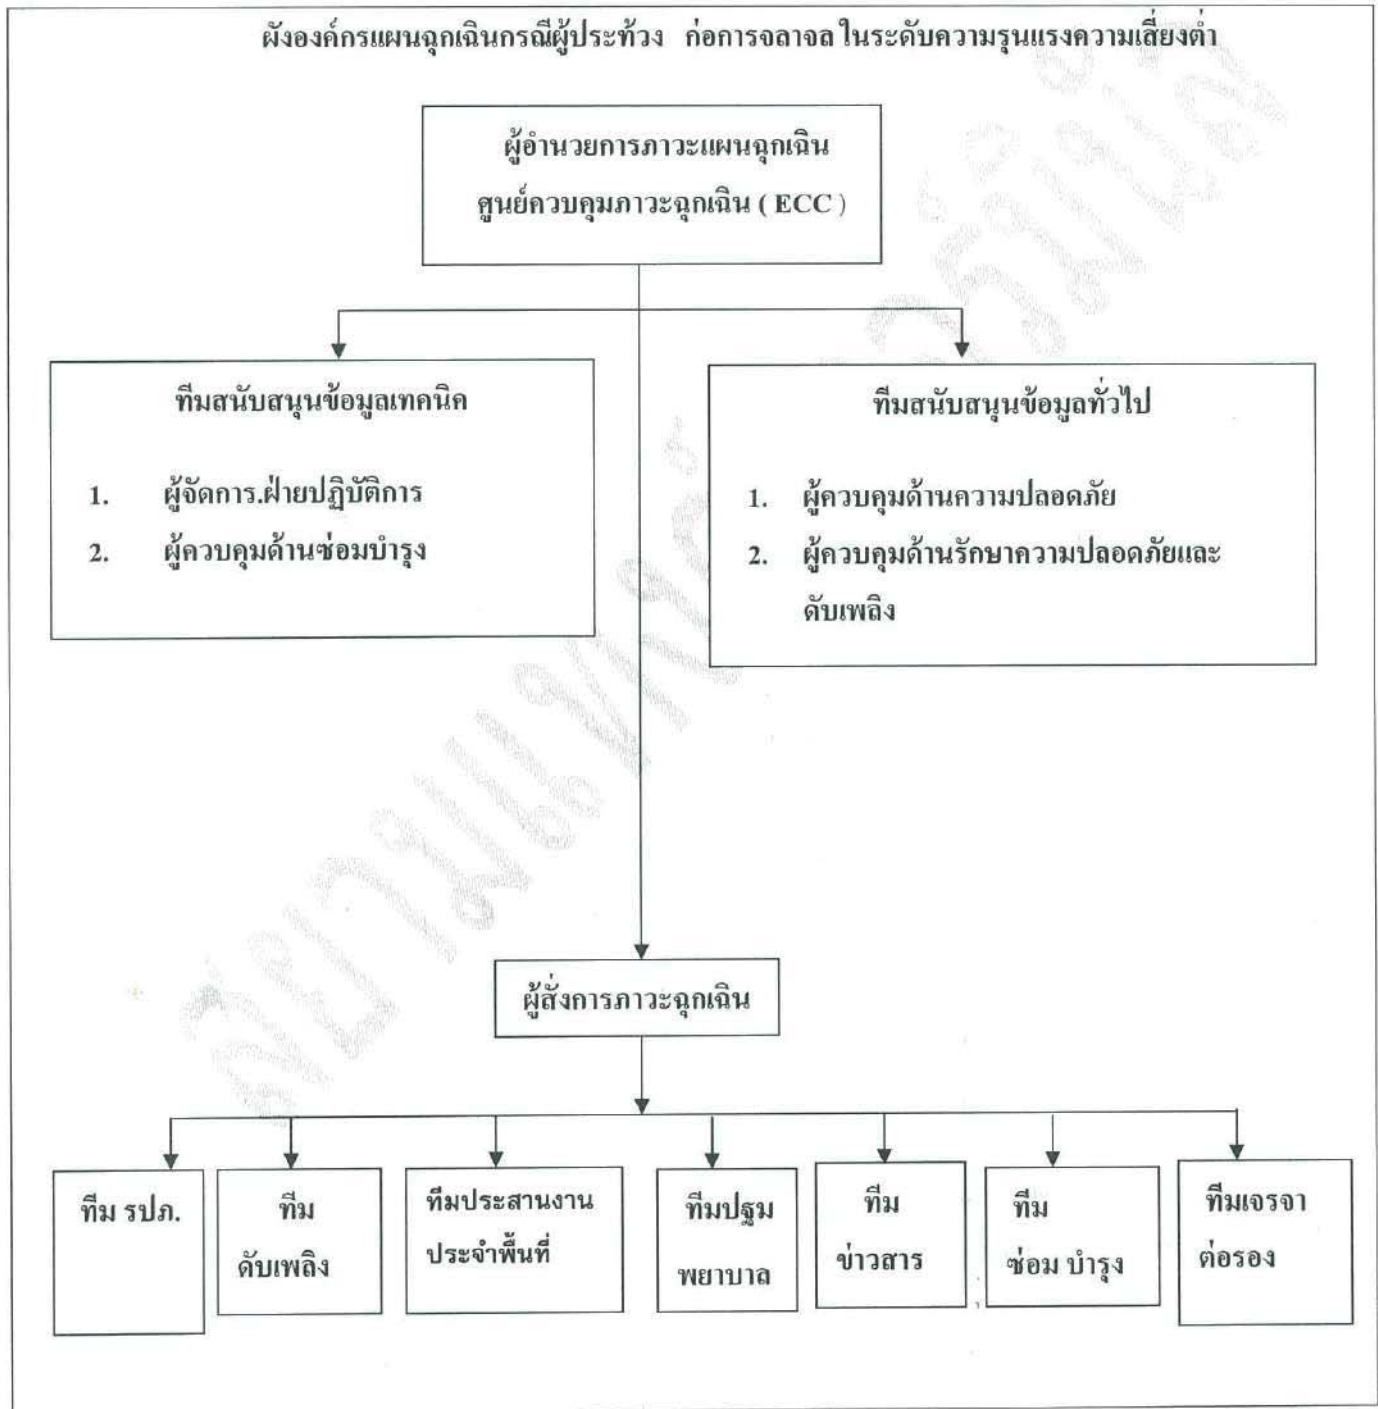 ผังองค์กรแผนฉุกเฉินกรณีผู้ประท้วง ก่อการจลาจล ในระดับความรุนแรงความเสี่ยงต่ำ
ผู้อำนวยการภาวะแผนฉุกเฉิน
ศูนย์ควบคุมภาวะฉุกเฉิน ( ECC )
ทีมสนับสนุนข้อมูลเทคนิค
1. ผู้จัดการ.ฝ่ายปฏิบัติการ
2. ผู้ควบคุมด้านซ่อมบำรุง
ทีมสนับสนุนข้อมูลทั่วไป
1. ผู้ควบคุมด้านความปลอดภัย
2. ผู้ควบคุมด้านรักษาความปลอดภัยและ
ดับเพลิง
ผู้สั่งการภาวะฉุกเฉิน
ทีม รปภ.
ทีม
ดับเพลิง
ทีมประสานงาน
ประจำพื้นที่
ทีมปฐม
พยาบาล
ทีม
ข่าวสาร
ทีม
ซ่อม บำรุง
ทีมเจรจา
ต่อรอง